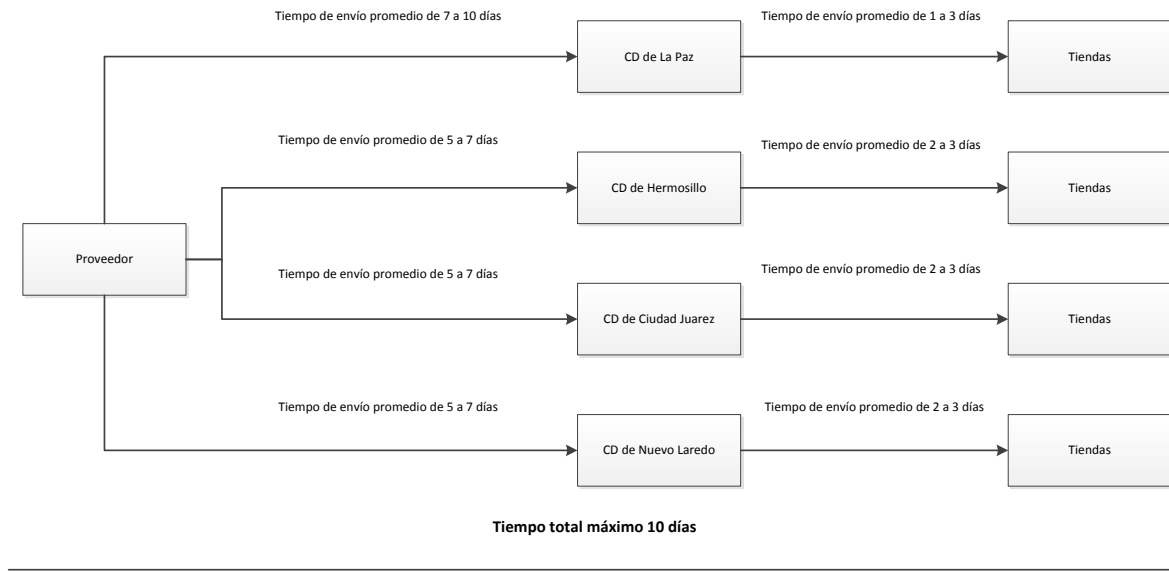 Tiempo de envío promedio de 7 a 10 días
Tiempo de envío promedio de 1 a 3 días
CD de La Paz
Tiendas
Tiempo de envío promedio de 5 a 7 días
Tiempo de envío promedio de 2 a 3 días
CD de Hermosillo
Tiendas
Proveedor
Tiempo de envío promedio de 5 a 7 días
Tiempo de envío promedio de 2 a 3 días
CD de Ciudad Juarez
Tiendas
Tiempo de envío promedio de 5 a 7 días
Tiempo de envío promedio de 2 a 3 días
CD de Nuevo Laredo
Tiendas
Tiempo total máximo 10 días